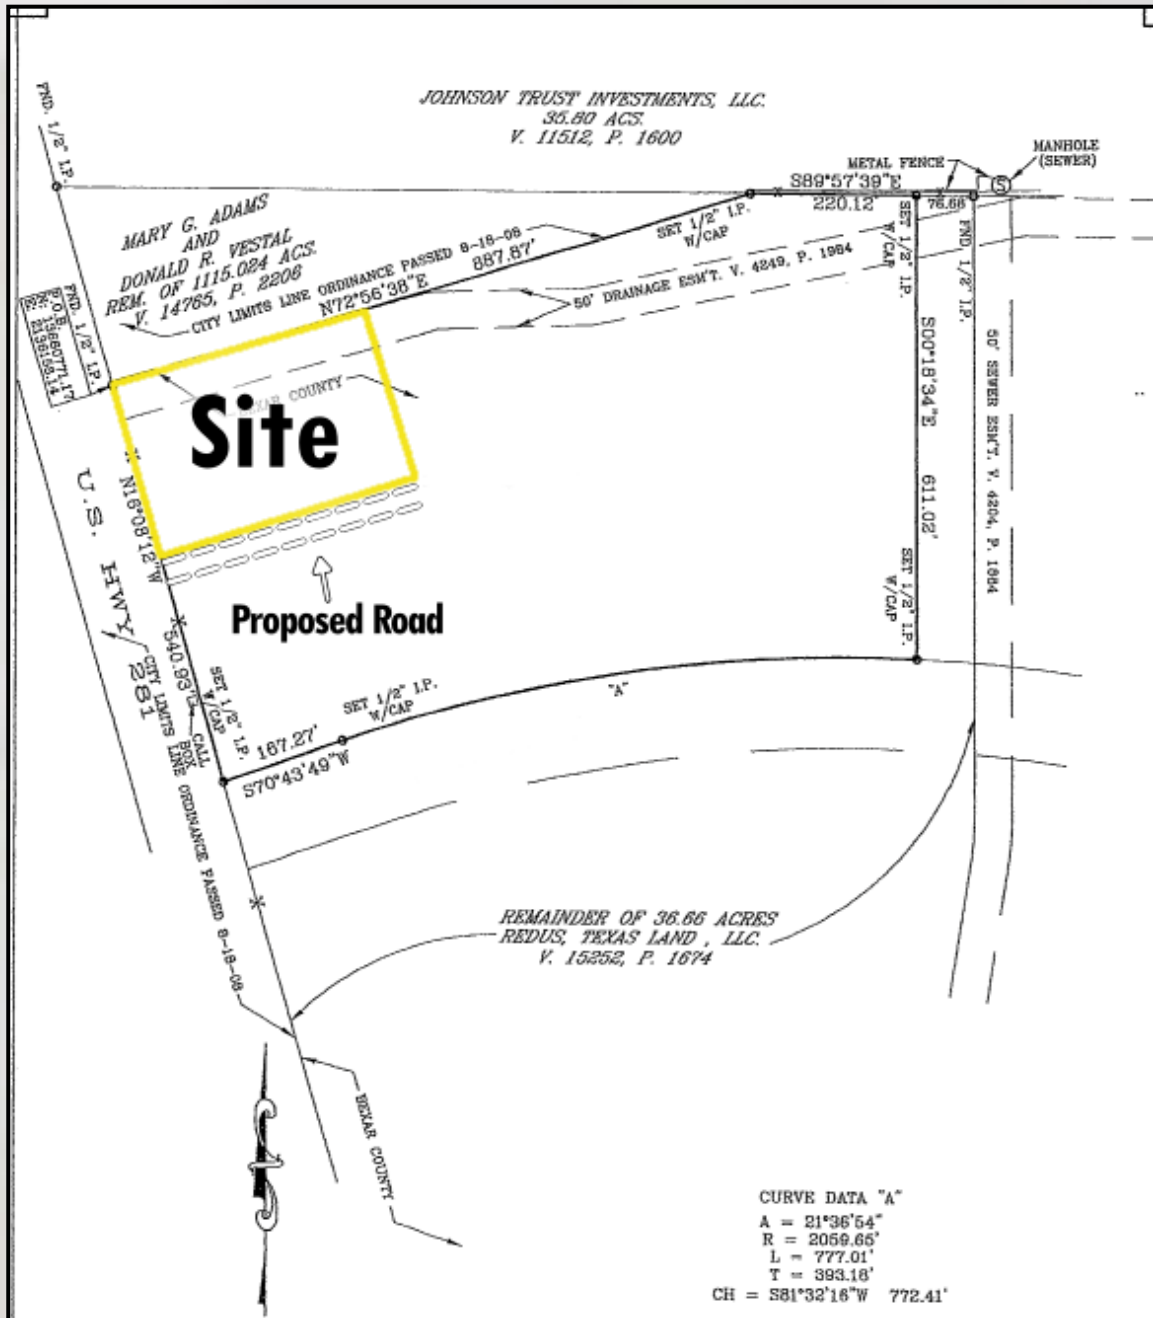 FND. 1/2" I.P.
JOHNSON TRUST INVESTMENTS, LLC.
35.80 ACS.
V. 11512, P. 1600
MANHOLE
(SEWER)
METAL FENCE
S
S89°57'39"E
220.12
76.66
MARY G. ADAMS
AND
DONALD R. VESTAL
REM. OF 1115.024 ACS.
V. 14765, P. 2206
CITY LIMITS LINE ORDINANCE PASSED 8-18-08
887.87'
N72°56'38"E
SET 1/2" I.P.
W/CAP
50' DRAINAGE ESM'T. V. 4249, P. 1984
SET 1/2" I.P.
W/CAP
FND. 1/2" I.P.
FND. 1/2" I.P.
P.O.B.
BEXAR COUNTY
Site
S00°18'34"E 611.02'
50' SEWER ESM'T. V. 4204, P. 1884
N16°08'12"W
540.93'
U.S. HWY 281
Proposed Road
SET 1/2" I.P.
W/CAP
SET 1/2" I.P.
W/CAP
CALL
BOX
CITY LIMITS LINE ORDINANCE PASSED 8-18-08
167.27'
S70°43'49"W
SET 1/2" I.P.
W/CAP
"A"
REMAINDER OF 36.66 ACRES
REDUS, TEXAS LAND , LLC.
V. 15252, P. 1674
BEXAR COUNTY
CURVE DATA "A"
Δ = 21°36'54"
R = 2059.65'
L = 777.01'
T = 393.18'
CH = S81°32'16"W 772.41'